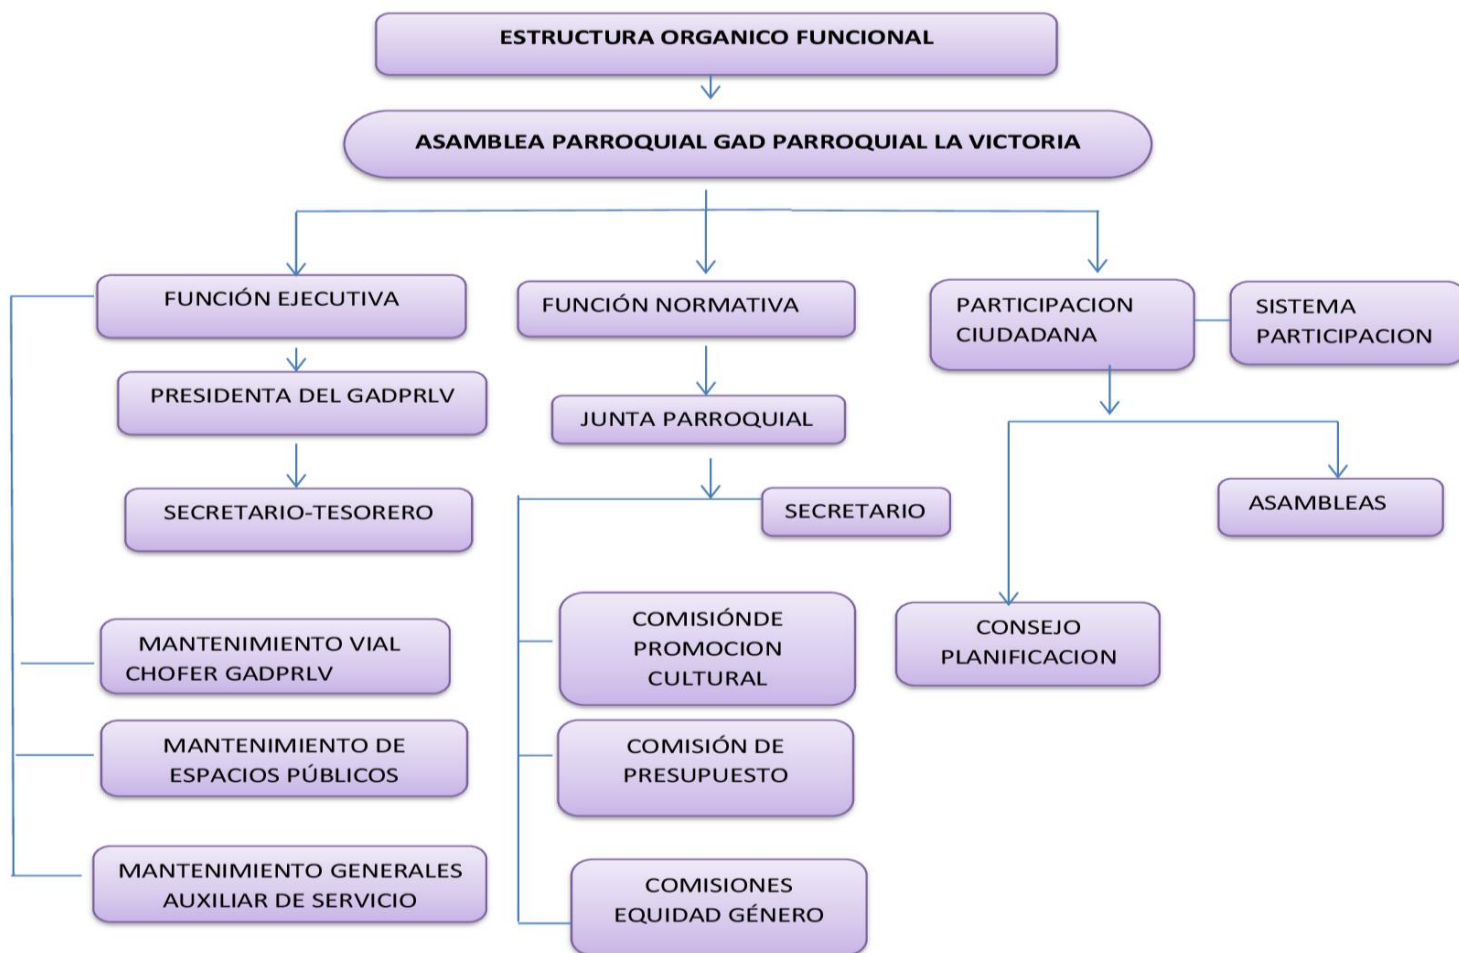 ESTRUCTURA ORGANICO FUNCIONAL
ASAMBLEA PARROQUIAL GAD PARROQUIAL LA VICTORIA
FUNCIÓN EJECUTIVA
PRESIDENTA DEL GADPRLV
SECRETARIO-TESORERO
MANTENIMIENTO VIAL
CHOFER GADPRLV
MANTENIMIENTO DE
ESPACIOS PÚBLICOS
MANTENIMIENTO GENERALES
AUXILIAR DE SERVICIO
FUNCIÓN NORMATIVA
JUNTA PARROQUIAL
SECRETARIO
COMISIÓNDE
PROMOCION
CULTURAL
COMISIÓN DE
PRESUPUESTO
COMISIONES
EQUIDAD GÉNERO
PARTICIPACION
CIUDADANA
SISTEMA
PARTICIPACION
ASAMBLEAS
CONSEJO
PLANIFICACION